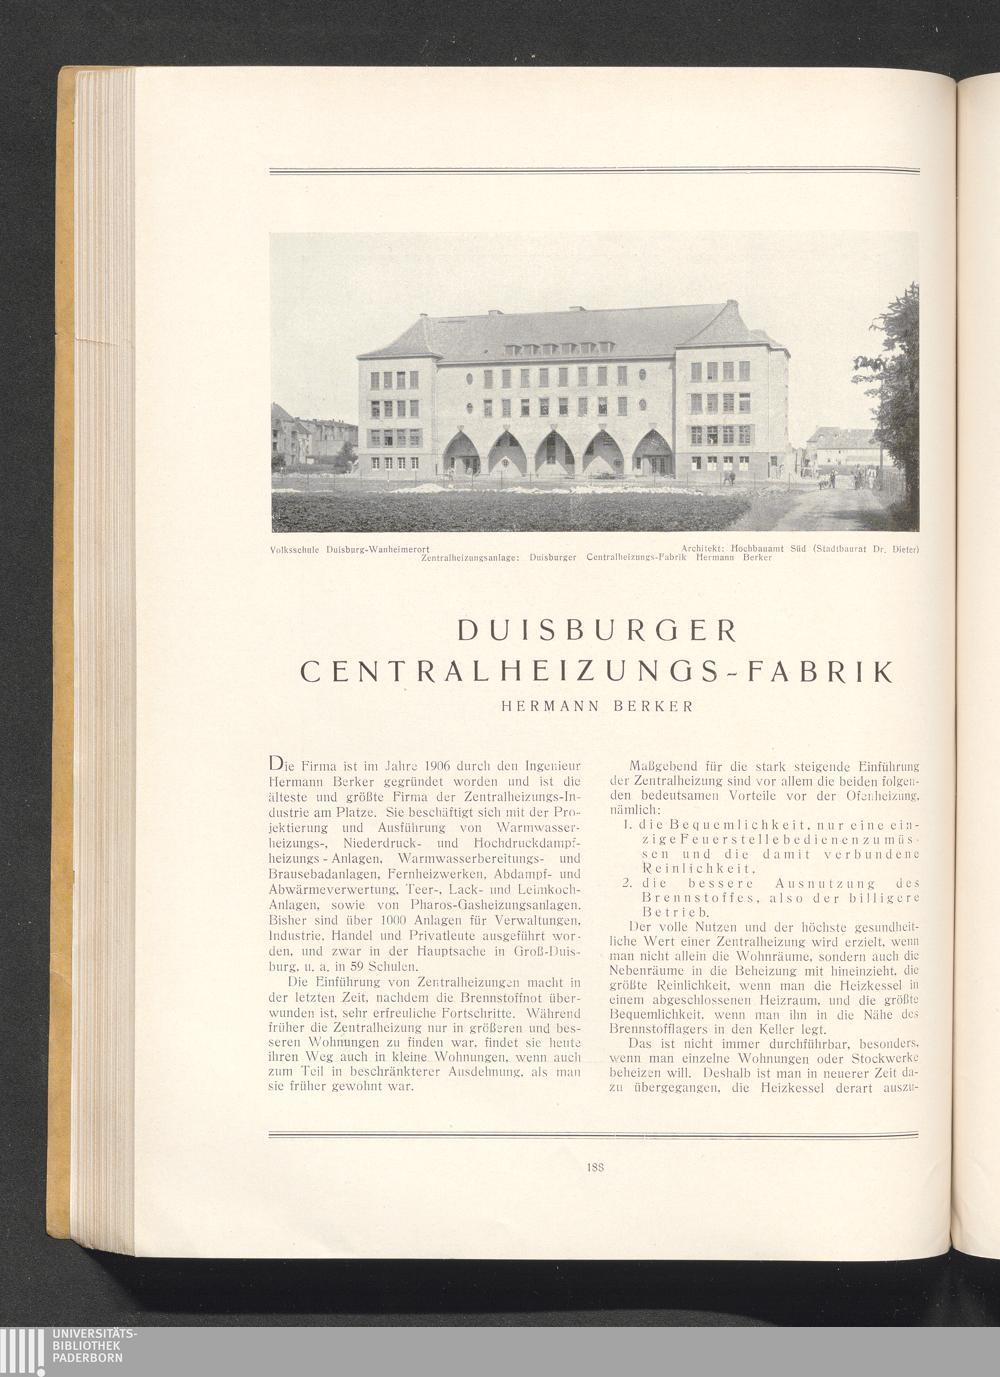 Volksschule Duisburg-Wanheimerort Architekt: Hochbauamt Süd (Stadtbaurat Dr. Dieter)
Zentralheizungsanlage: Duisburger Centralheizungs-Fabrik Hermann Berker
DUISBURGER
CENTRALHEIZUNGS-FABRIK
HERMANN BERKER
Die Firma ist im Jahre 1906 durch den Ingenieur
Hermann Berker gegründet worden und ist die
älteste und größte Firma der Zentralheizungs-In-
dustrie am Platze. Sie beschäftigt sich mit der Pro-
jektierung und Ausführung von Warmwasser-
heizungs-, Niederdruck- und Hochdruckdampf-
heizungs-Anlagen, Warmwasserbereitungs- und
Brausebadanlagen, Fernheizwerken, Abdampf- und
Abwärmeverwertung, Teer-, Lack- und Leimkoch-
Anlagen, sowie von Pharos-Gasheizungsanlagen.
Bisher sind über 1000 Anlagen für Verwaltungen,
Industrie, Handel und Privatleute ausgeführt wor-
den, und zwar in der Hauptsache in Groß-Duis-
burg, u. a. in 59 Schulen.
Die Einführung von Zentralheizungen macht in
der letzten Zeit, nachdem die Brennstoffnot über-
wunden ist, sehr erfreuliche Fortschritte. Während
früher die Zentralheizung nur in größeren und bes-
seren Wohnungen zu finden war, findet sie heute
ihren Weg auch in kleine Wohnungen, wenn auch
zum Teil in beschränkterer Ausdehnung, als man
sie früher gewohnt war.
Maßgebend für die stark steigende Einführung
der Zentralheizung sind vor allem die beiden folgen-
den bedeutsamen Vorteile vor der Ofenheizung,
nämlich:
1. die Bequemlichkeit, nur eine ein-
zige Feuerstelle bedienen zu müs-
sen und die damit verbundene
Reinlichkeit,
2. die bessere Ausnutzung des
Brennstoffes, also der billigere
Betrieb.
Der volle Nutzen und der höchste gesundheit-
liche Wert einer Zentralheizung wird erzielt, wenn
man nicht allein die Wohnräume, sondern auch die
Nebenräume in die Beheizung mit hineinzieht, die
größte Reinlichkeit, wenn man die Heizkessel in
einem abgeschlossenen Heizraum, und die größte
Bequemlichkeit, wenn man ihn in die Nähe des
Brennstofflagers in den Keller legt.
Das ist nicht immer durchführbar, besonders,
wenn man einzelne Wohnungen oder Stockwerke
beheizen will. Deshalb ist man in neuerer Zeit da-
zu übergegangen, die Heizkessel derart auszu-
188
UNIVERSITÄTS-
BIBLIOTHEK
PADERBORN